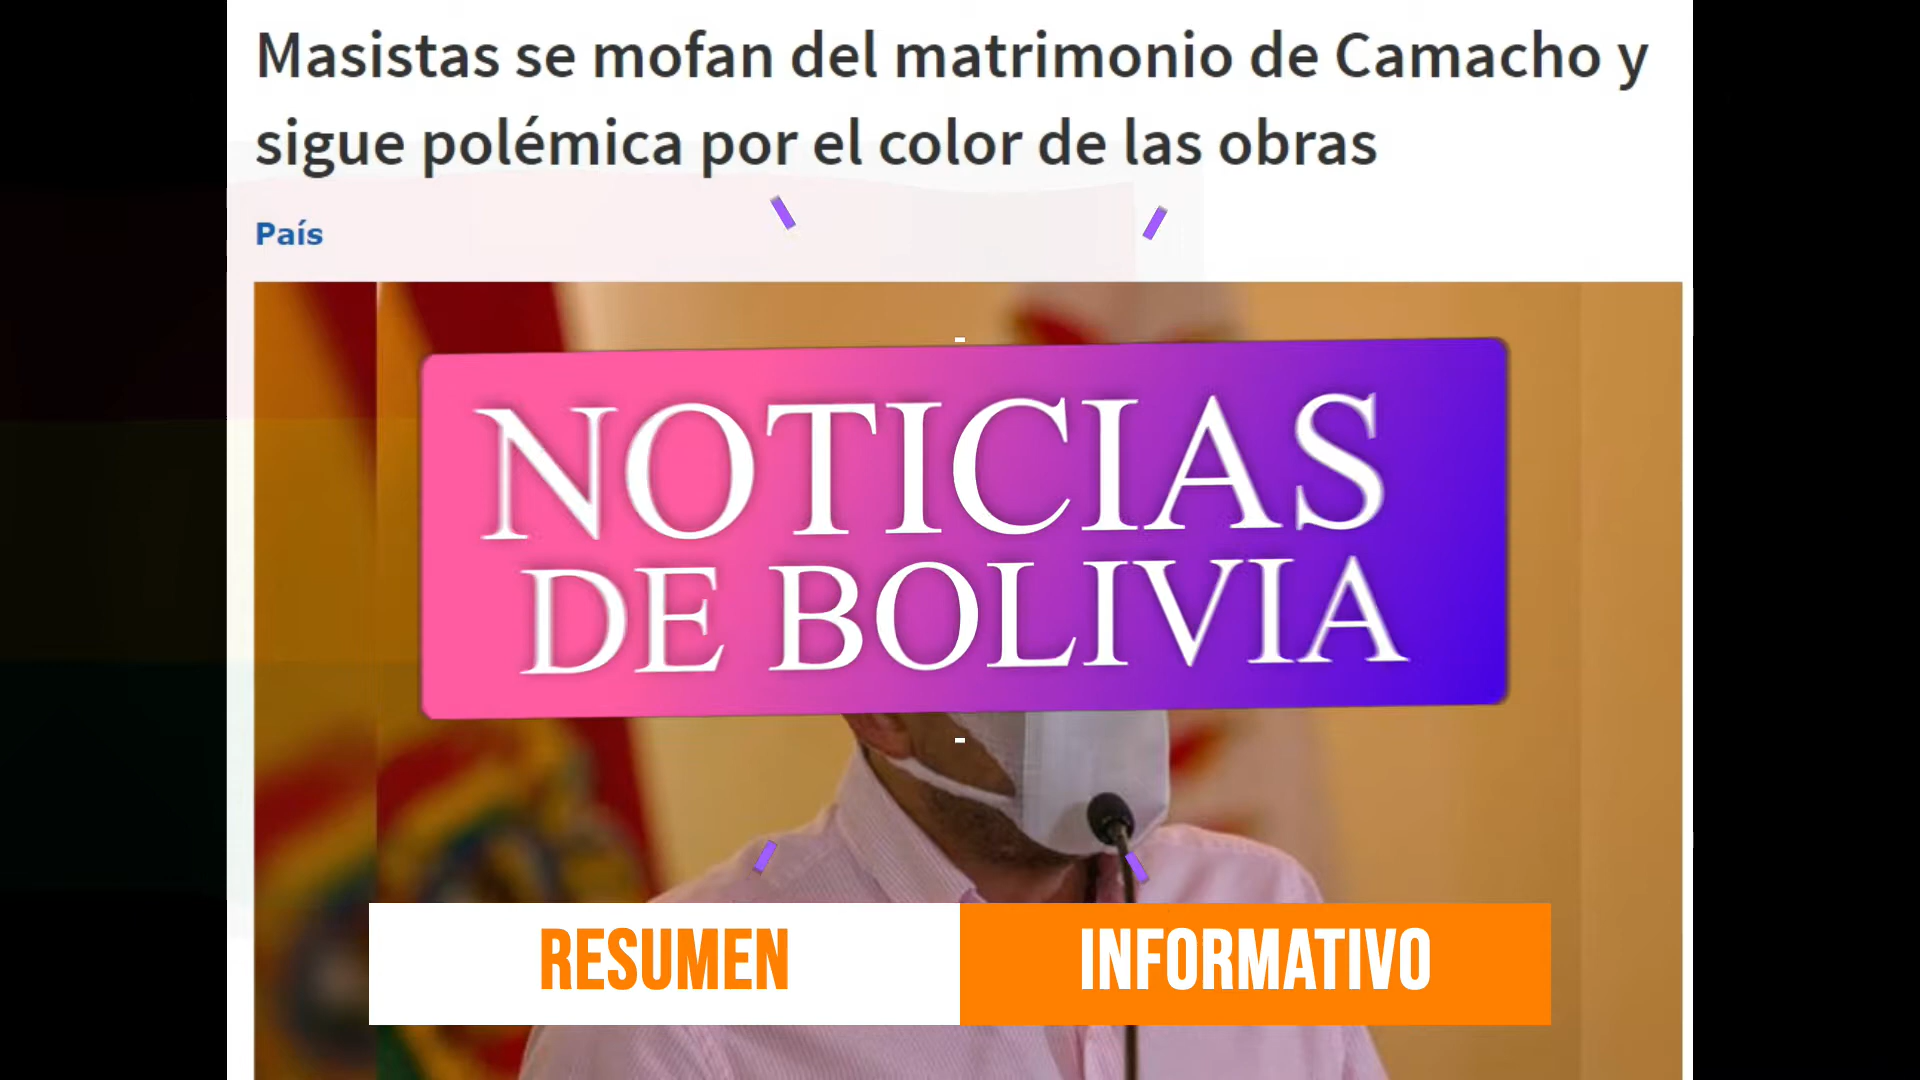 Masistas se mofan del matrimonio de Camacho y
sigue polémica por el color de las obras
País
NOTICIAS
DE BOLIVIA
RESUMEN INFORMATIVO